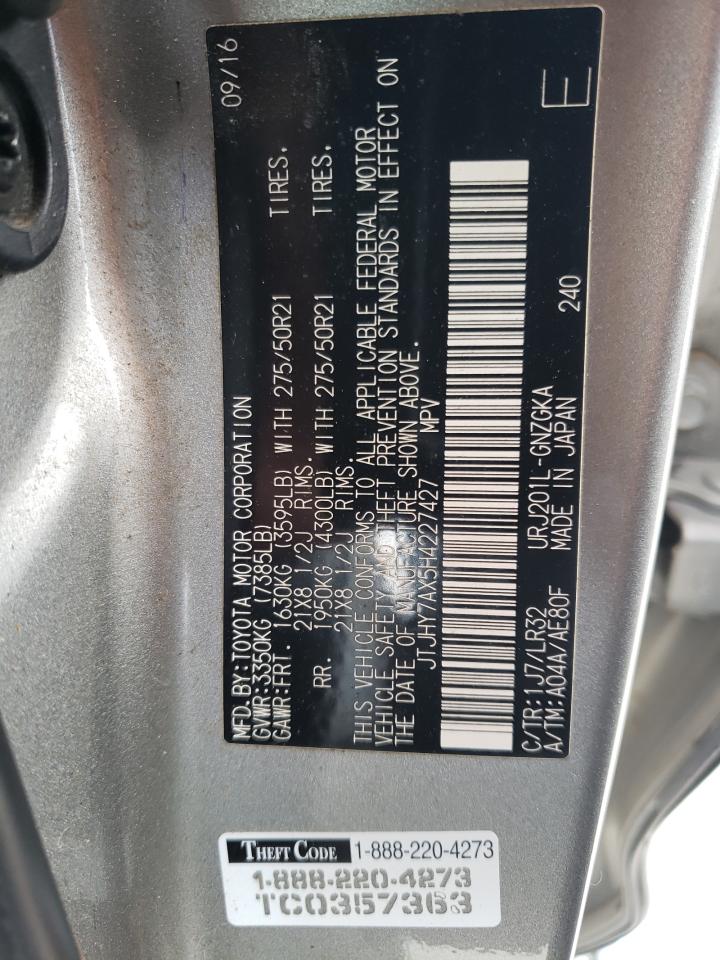 MFD. BY: TOYOTA MOTOR CORPORATION 09/16
GVWR: 3350KG (7385LB)
GAWR: FRT. 1630KG (3595LB) WITH 275/50R21 TIRES.
21X8 1/2J RIMS.
RR. 1950KG (4300LB) WITH 275/50R21 TIRES.
21X8 1/2J RIMS.
THIS VEHICLE CONFORMS TO ALL APPLICABLE FEDERAL MOTOR
VEHICLE SAFETY AND THEFT PREVENTION STANDARDS IN EFFECT ON
THE DATE OF MANUFACTURE SHOWN ABOVE.
JTJHY7AX5H4227427 MPV
C/TR: 1J7/LR32 URJ201L-GNZGKA
A/TM: A04A/AE80F MADE IN JAPAN 240 E
THEFT CODE 1-888-220-4273
1-888-220-4273
TC0357363